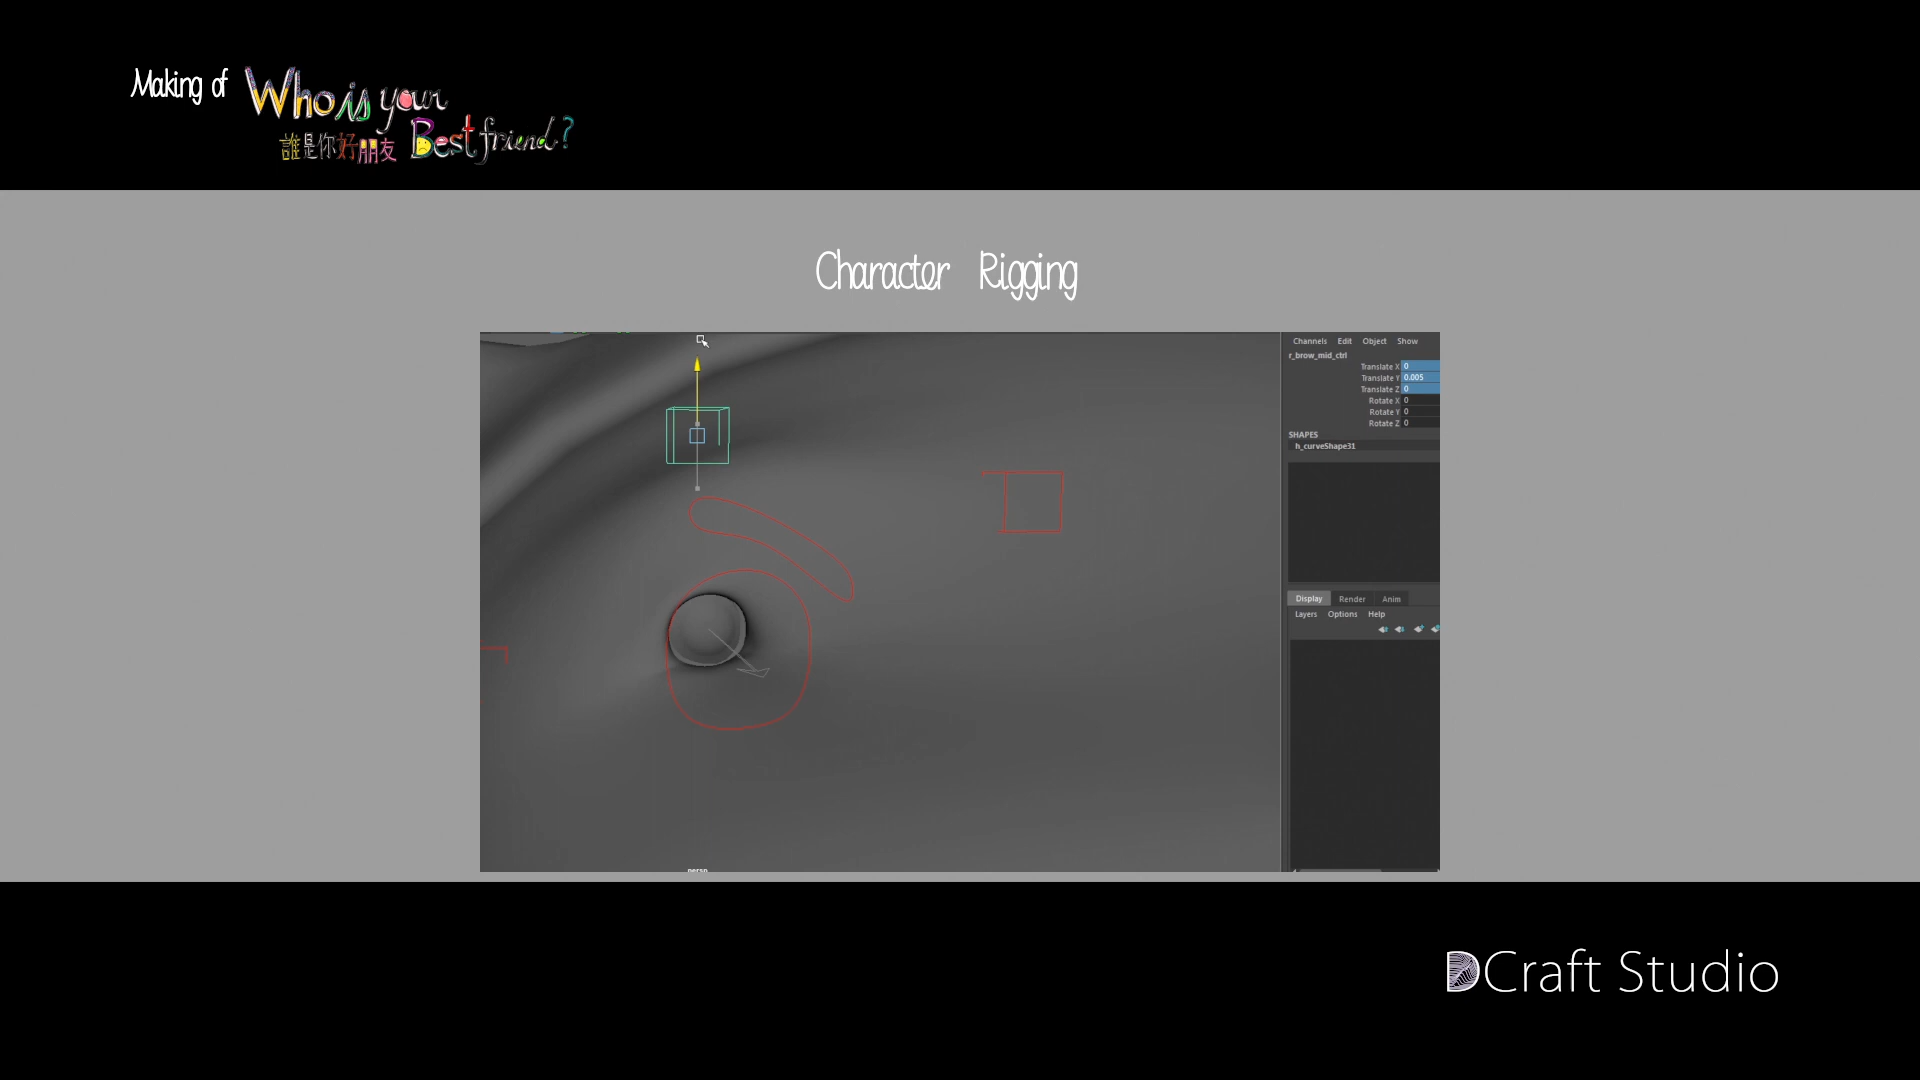 Making of Who is your
誰是你好朋友 Best friend?
Character Rigging
Channels Edit Object Show
r_brow_mid_ctrl
Translate X 0
Translate Y 0.005
Translate Z 0
Rotate X 0
Rotate Y 0
Rotate Z 0
SHAPES
h_curveShape31
Display Render Anim
Layers Options Help
persp
DCraft Studio